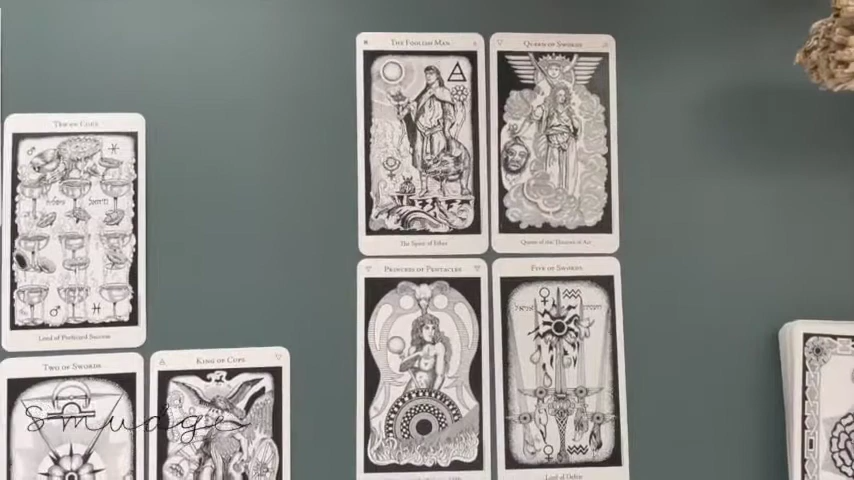 The Foolish Man
Queen of Swords
The Spirit of Ether
Queen of the Thrones of Air
Ten of Cups
Lord of Perfected Success
Princess of Pentacles
Five of Swords
Lord of Defeat
Two of Swords
King of Cups
Smudge